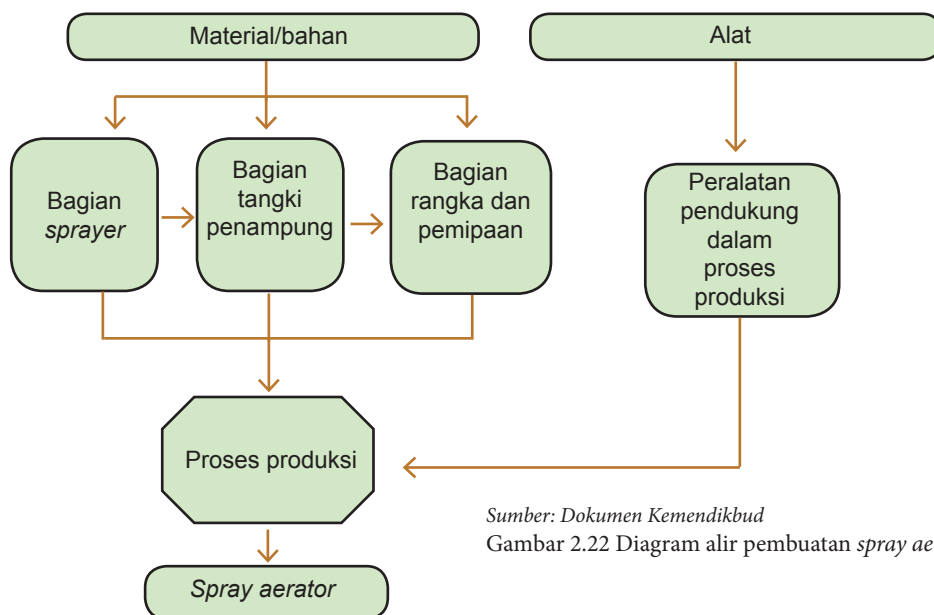 Material/bahan
Alat
Bagian
sprayer
Bagian
tangki
penampung
Bagian
rangka dan
pemipaan
Peralatan
pendukung
dalam
proses
produksi
Proses produksi
Spray aerator
Sumber: Dokumen Kemendikbud
Gambar 2.22 Diagram alir pembuatan spray ae